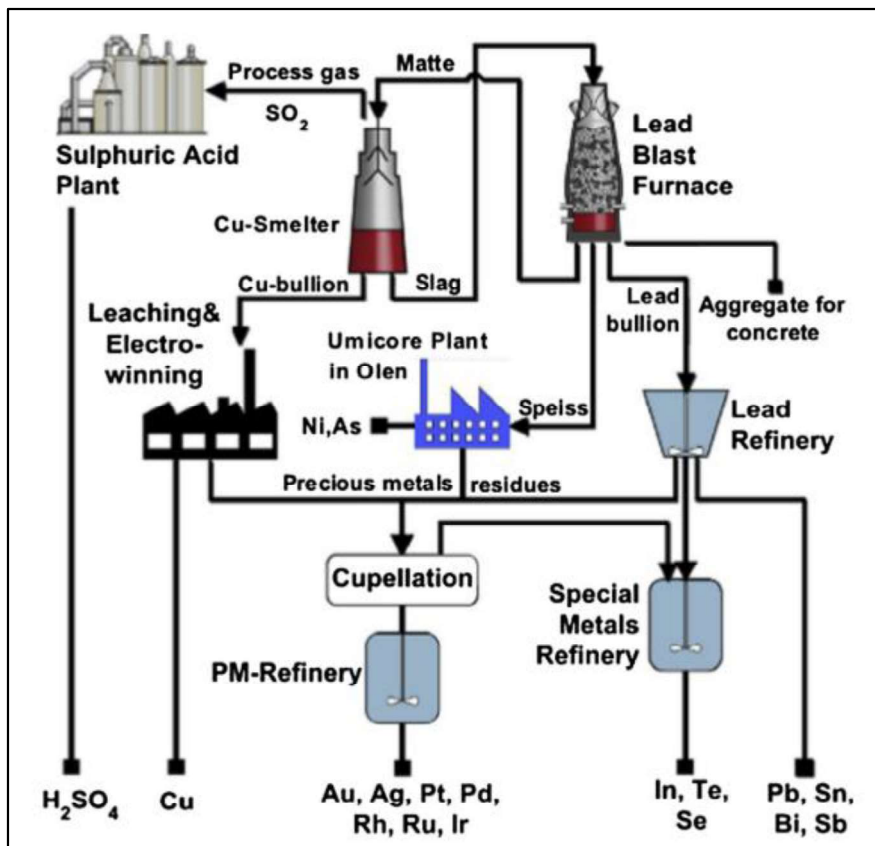 Process gas
SO2
Matte
Sulphuric Acid
Plant
Lead
Blast
Furnace
Cu-Smelter
Cu-bullion
Slag
Leaching&
Electro-
winning
Umicore Plant
in Olen
Lead
bullion
Aggregate for
concrete
Ni,As
Speiss
Lead
Refinery
Precious metals residues
Cupellation
Special
Metals
Refinery
PM-Refinery
H2SO4
Cu
Au, Ag, Pt, Pd,
Rh, Ru, Ir
In, Te,
Se
Pb, Sn,
Bi, Sb